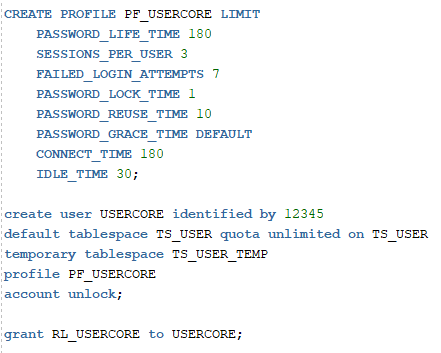 CREATE PROFILE PF_USERCORE LIMIT
PASSWORD_LIFE_TIME 180
SESSIONS_PER_USER 3
FAILED_LOGIN_ATTEMPTS 7
PASSWORD_LOCK_TIME 1
PASSWORD_REUSE_TIME 10
PASSWORD_GRACE_TIME DEFAULT
CONNECT_TIME 180
IDLE_TIME 30;
create user USERCORE identified by 12345
default tablespace TS_USER quota unlimited on TS_USER
temporary tablespace TS_USER_TEMP
profile PF_USERCORE
account unlock;
grant RL_USERCORE to USERCORE;